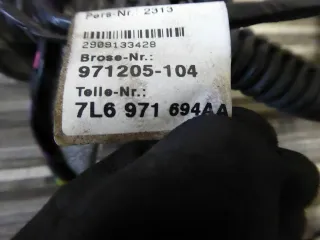 Pers-Nr. 2313
2908133428
Brose-Nr.:
971205-104
Teile-Nr.:
7L6 971 694AA